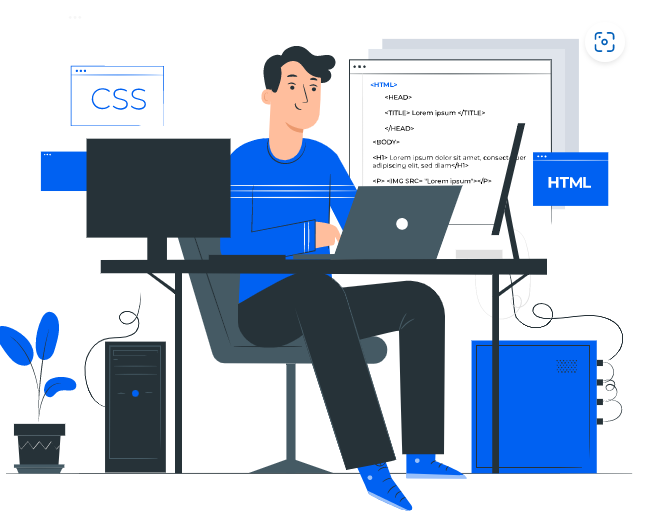 CSS
<HTML>
<HEAD>
<TITLE> Lorem ipsum </TITLE>
</HEAD>
<BODY>
<H1> Lorem ipsum dolor sit amet, consectetuer
adipiscing elit, sed diam</H1>
<P> <IMG SRC= "Lorem ipsum"></P>
HTML